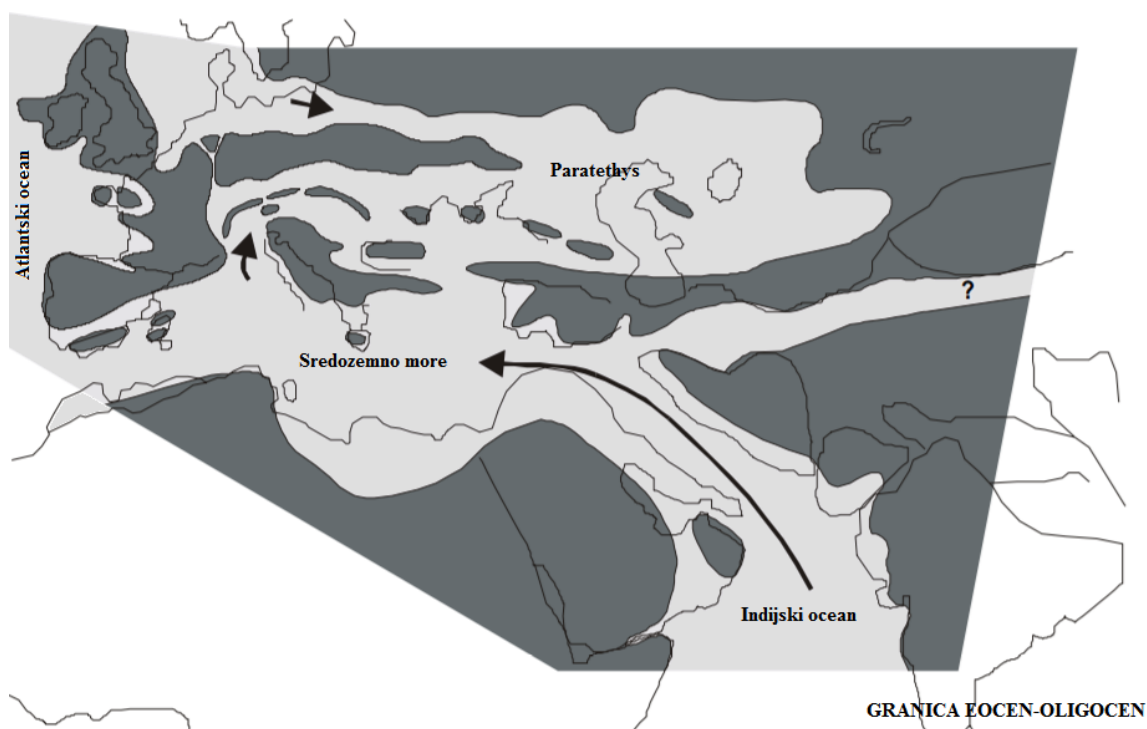 Atlantski ocean
Paratethys
?
Sredozemno more
Indijski ocean
GRANICA EOCEN-OLIGOCEN